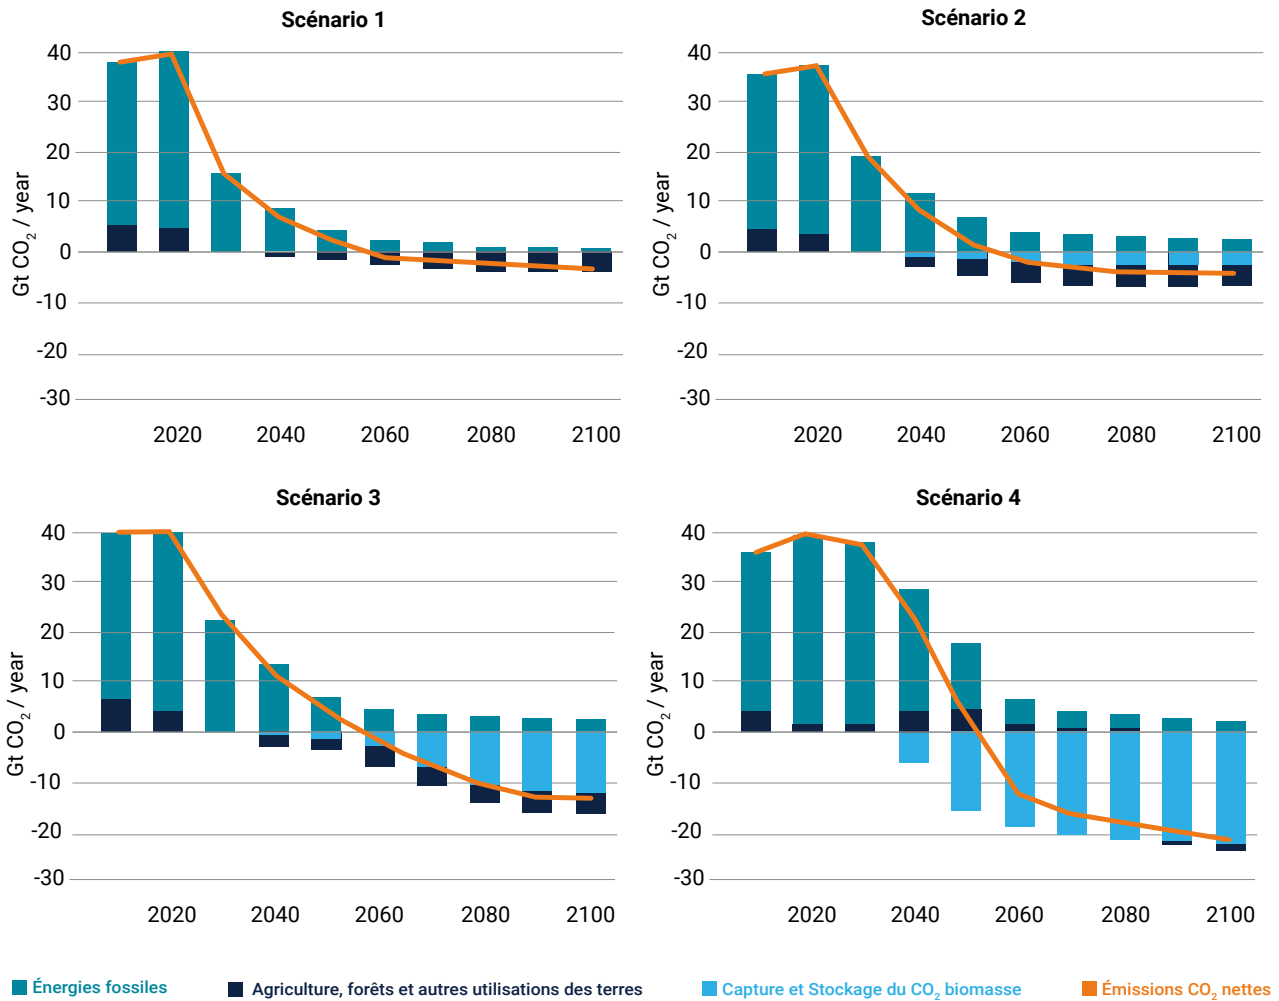 Scénario 1
40
30
20
10
0
-10
-20
-30
Gt CO2 / year
2020 2040 2060 2080 2100
Scénario 2
40
30
20
10
0
-10
-20
-30
Gt CO2 / year
2020 2040 2060 2080 2100
Scénario 3
40
30
20
10
0
-10
-20
-30
Gt CO2 / year
2020 2040 2060 2080 2100
Scénario 4
40
30
20
10
0
-10
-20
-30
Gt CO2 / year
2020 2040 2060 2080 2100
Énergies fossiles
Agriculture, forêts et autres utilisations des terres
Capture et Stockage du CO2 biomasse
Émissions CO2 nettes